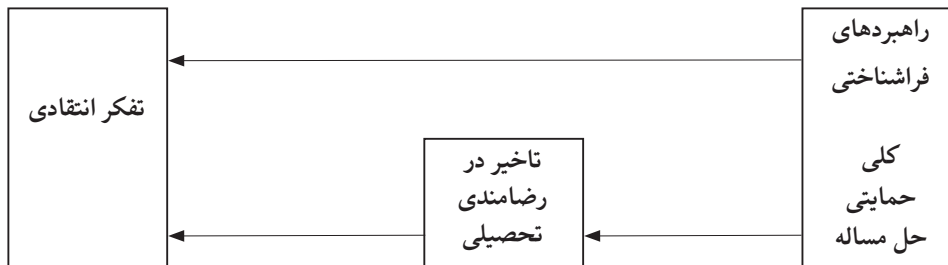 راهبردهای
فراشناختی
کلی
حمایتی
حل مساله
تاخیر در
رضامندی
تحصیلی
تفکر انتقادی